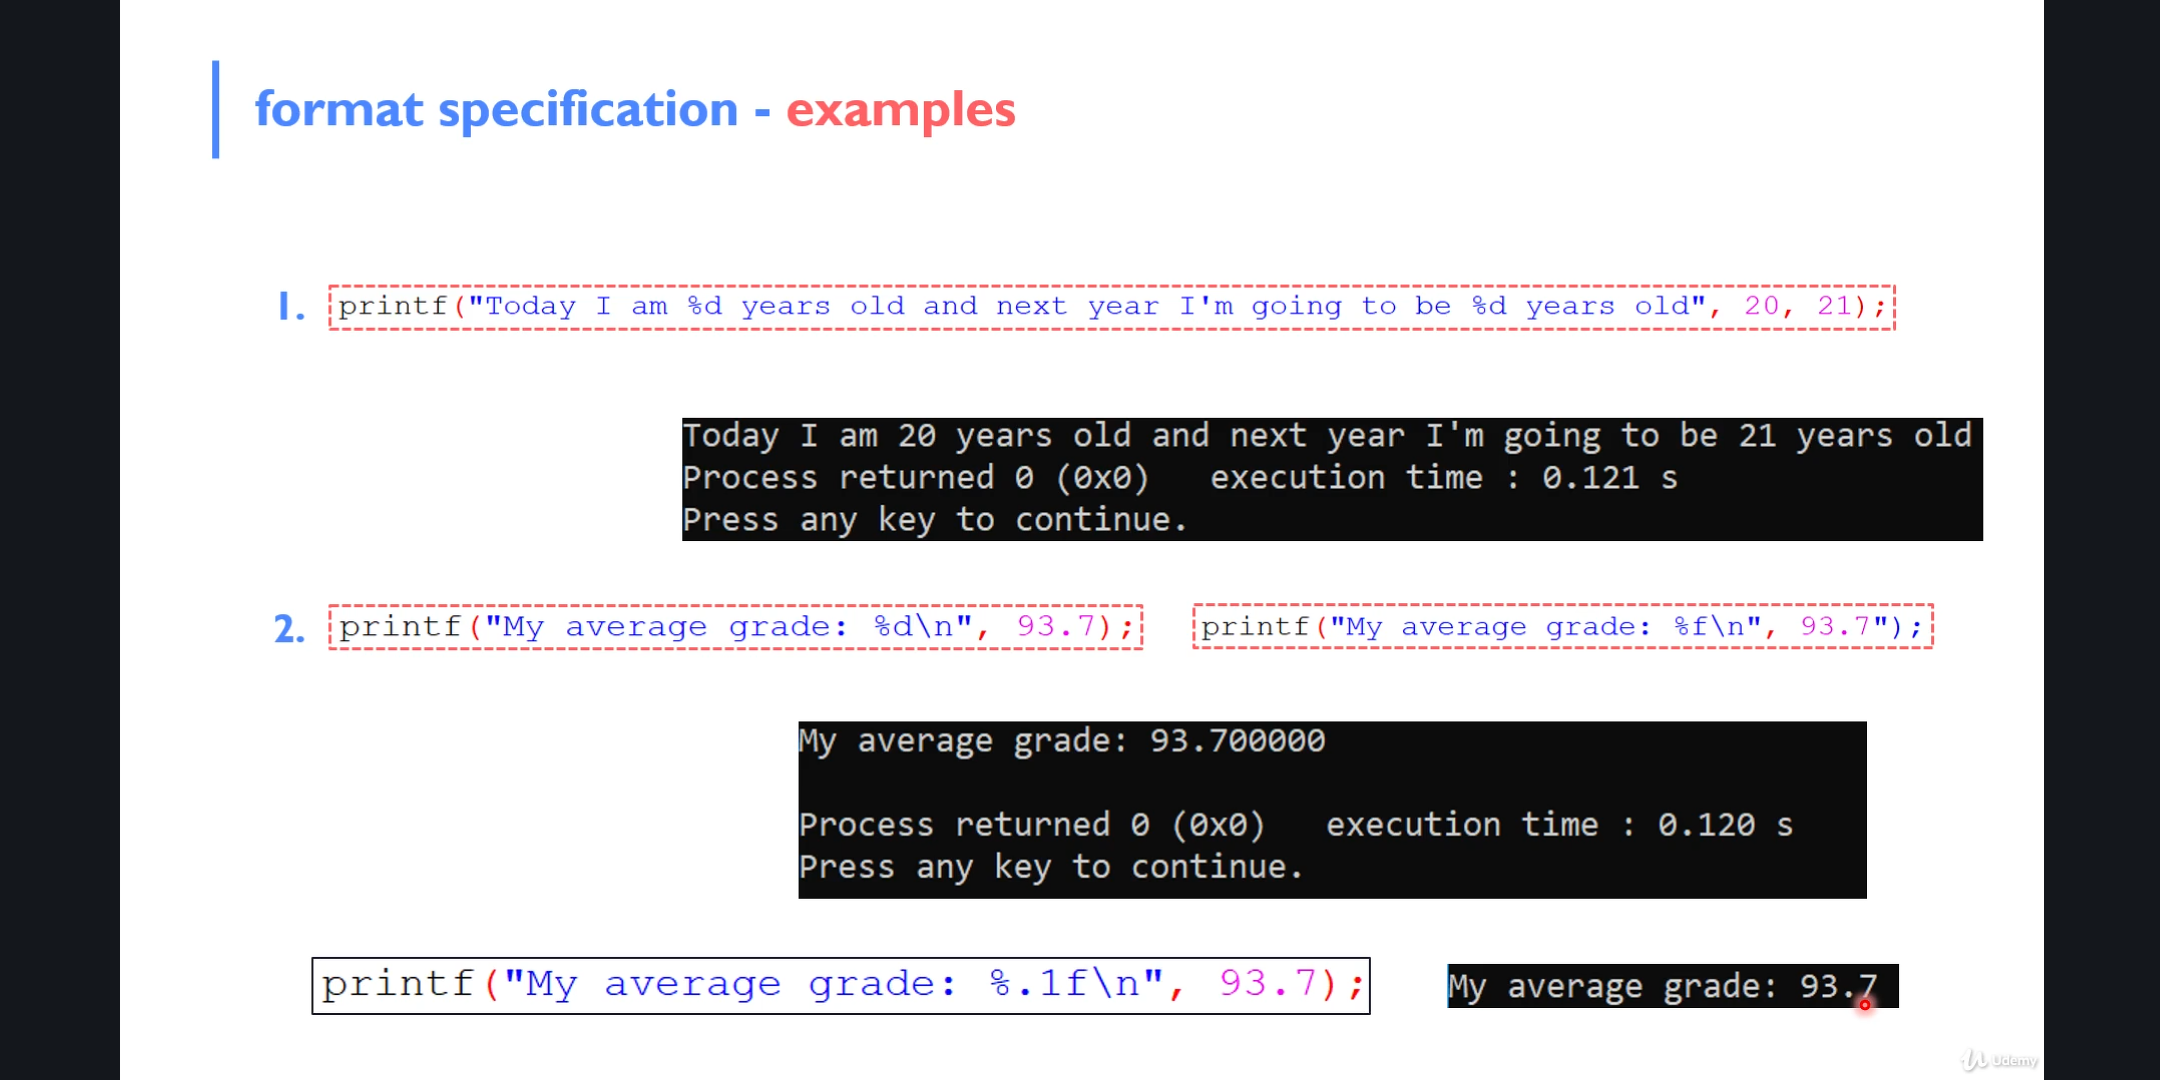 format specification - examples
1. printf("Today I am %d years old and next year I'm going to be %d years old", 20, 21);
Today I am 20 years old and next year I'm going to be 21 years old
Process returned 0 (0x0)   execution time : 0.121 s
Press any key to continue.
2. printf("My average grade: %d\n", 93.7); printf("My average grade: %f\n", 93.7");
My average grade: 93.700000
Process returned 0 (0x0)   execution time : 0.120 s
Press any key to continue.
printf("My average grade: %.1f\n", 93.7); My average grade: 93.7
Udemy